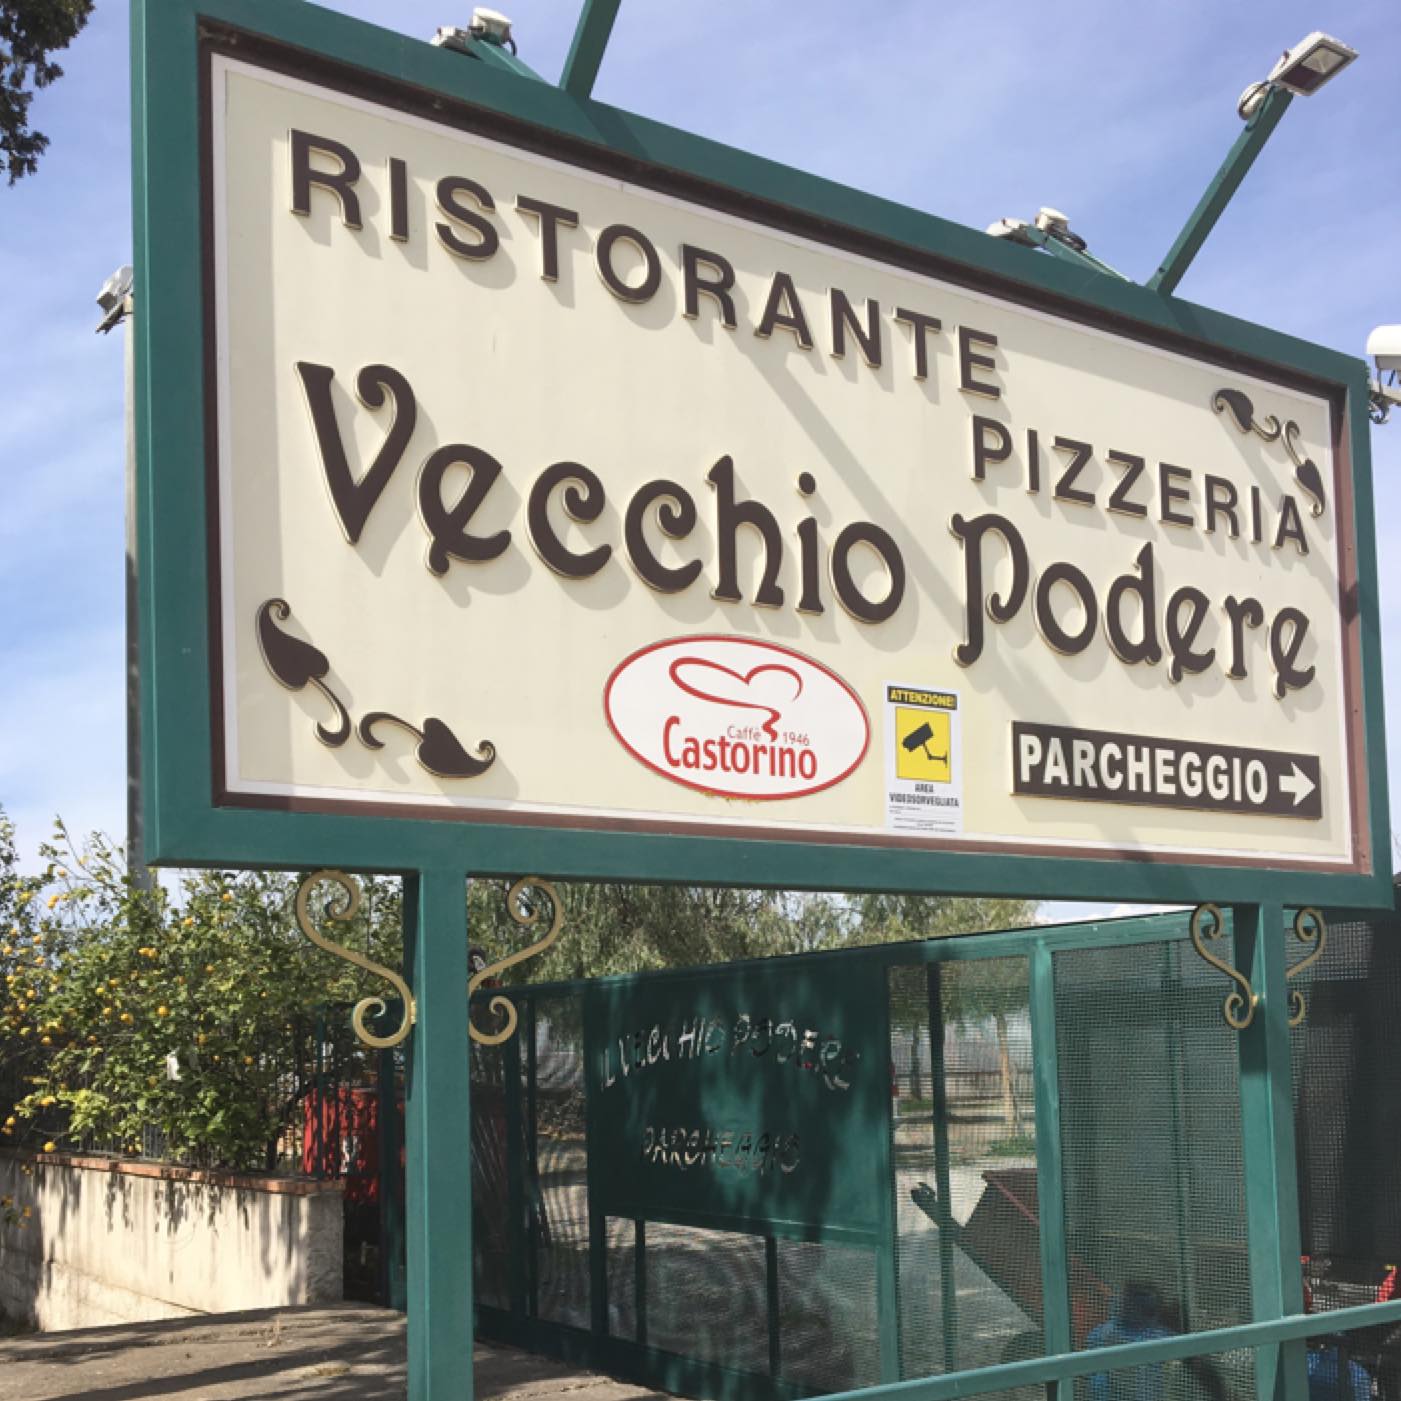 RISTORANTE
PIZZERIA
Vecchio Podere
Caffè 1946
Castorino
ATTENZIONE!
AREA
VIDEOSORVEGLIATA
PARCHEGGIO
IL VECCHIO PODERE
PARCHEGGIO